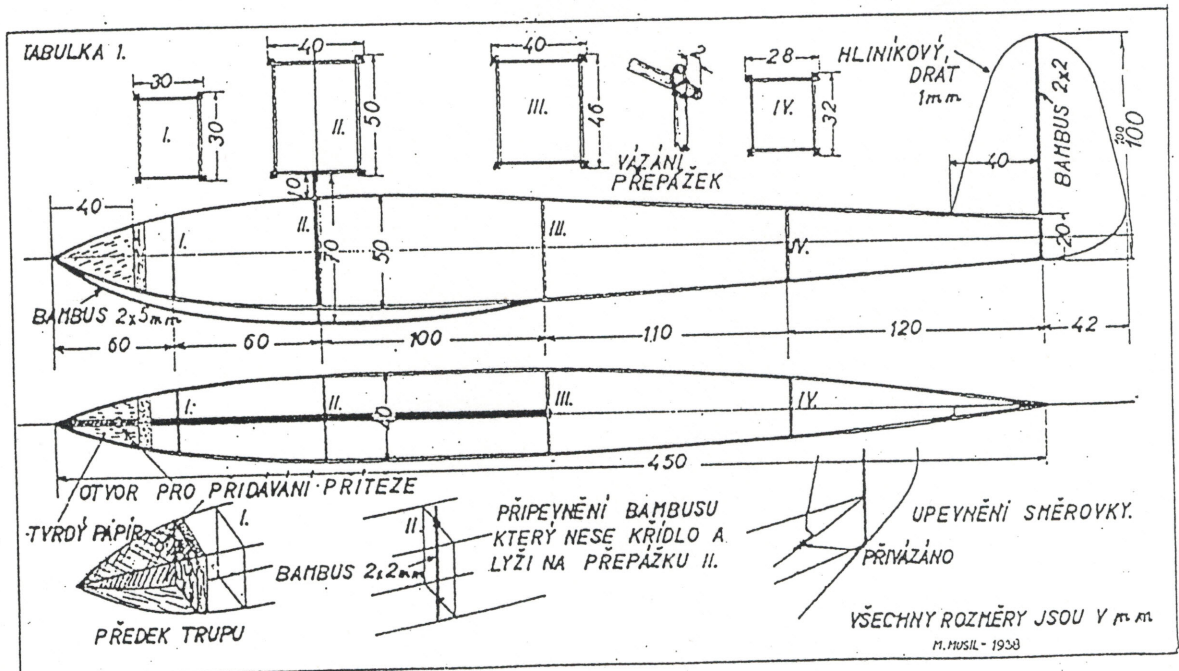 TABULKA 1.
30
30
I.
40
50
II.
10
40
46
III.
VÁZÁNÍ
PŘEPÁŽEK
28
32
IV.
HLINÍKOVÝ
DRÁT
1mm
BAMBUS 2x2
100
100
40
20
40
I.
II.
70
50
III.
IV.
BAMBUS 2x5mm
60
60
100
110
120
42
I.
II.
40
III.
IV.
450
OTVOR PRO PŘIDÁVÁNÍ PŘÍTĚŽE
TVRDÝ PAPÍR
I.
PŘEDEK TRUPU
II.
BAMBUS 2x2mm
PŘIPEVNĚNÍ BAMBUSU
KTERÝ NESE KŘÍDLO A
LYŽI NA PŘEPÁŽKU II.
UPEVNĚNÍ SMĚROVKY.
PŘIVÁZÁNO
VŠECHNY ROZMĚRY JSOU V mm
M. MUSIL - 1938